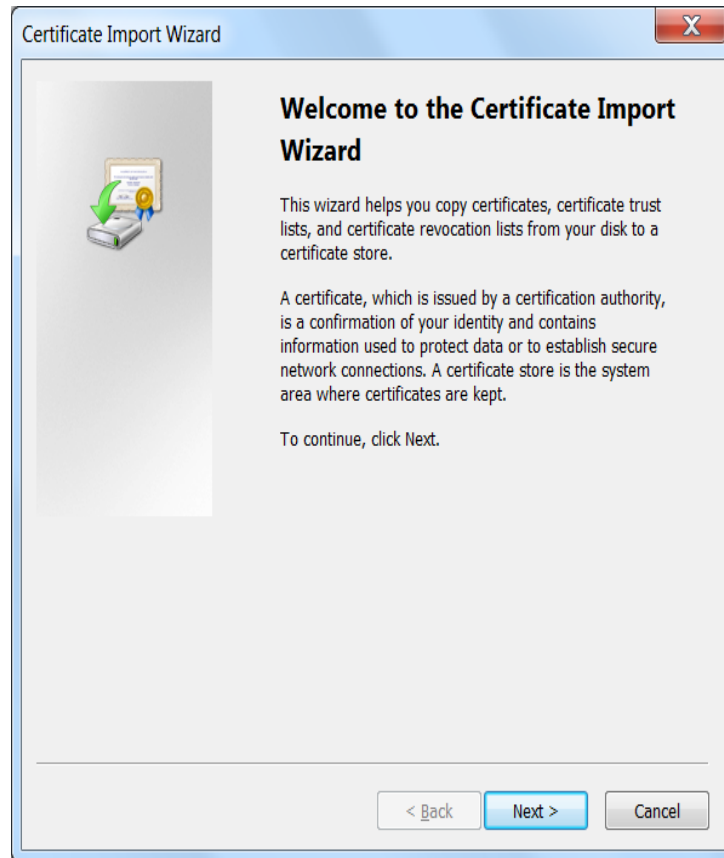 Certificate Import Wizard
X
Welcome to the Certificate Import
Wizard
This wizard helps you copy certificates, certificate trust
lists, and certificate revocation lists from your disk to a
certificate store.
A certificate, which is issued by a certification authority,
is a confirmation of your identity and contains
information used to protect data or to establish secure
network connections. A certificate store is the system
area where certificates are kept.
To continue, click Next.
< Back Next > Cancel